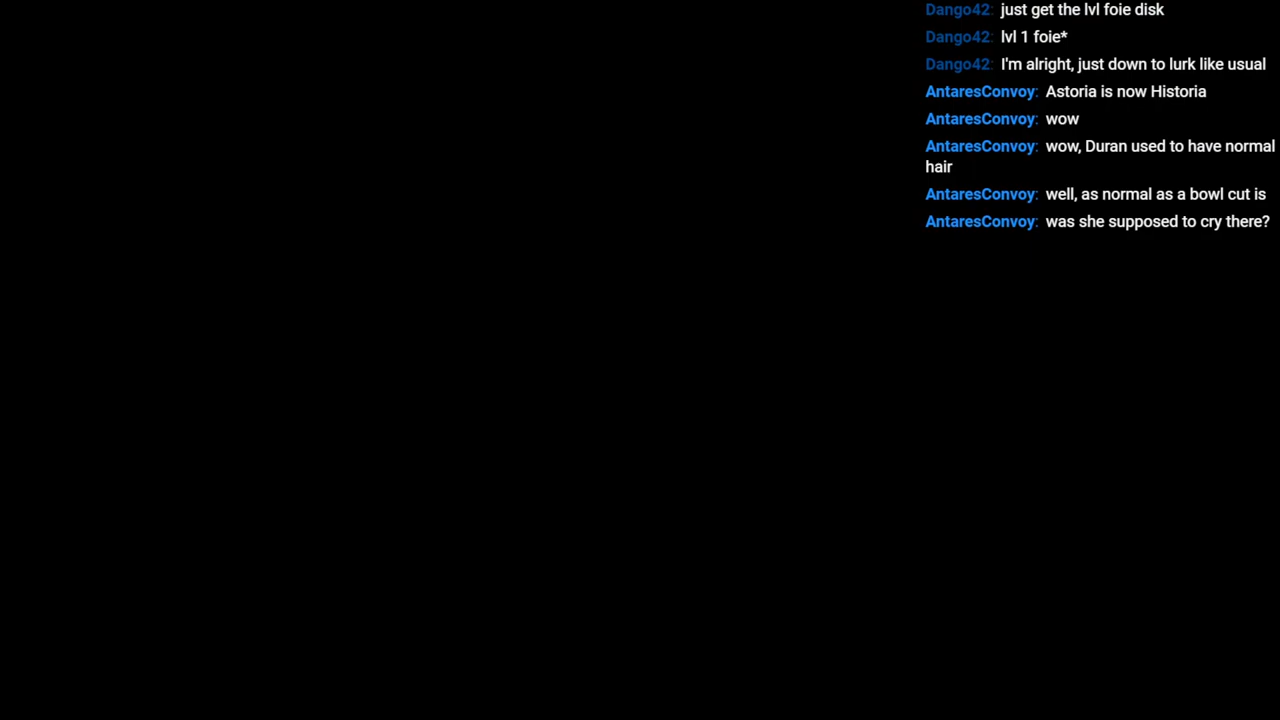 Dango42: just get the lvl foie disk
Dango42: lvl 1 foie*
Dango42: I'm alright, just down to lurk like usual
AntaresConvoy: Astoria is now Historia
AntaresConvoy: wow
AntaresConvoy: wow, Duran used to have normal
hair
AntaresConvoy: well, as normal as a bowl cut is
AntaresConvoy: was she supposed to cry there?